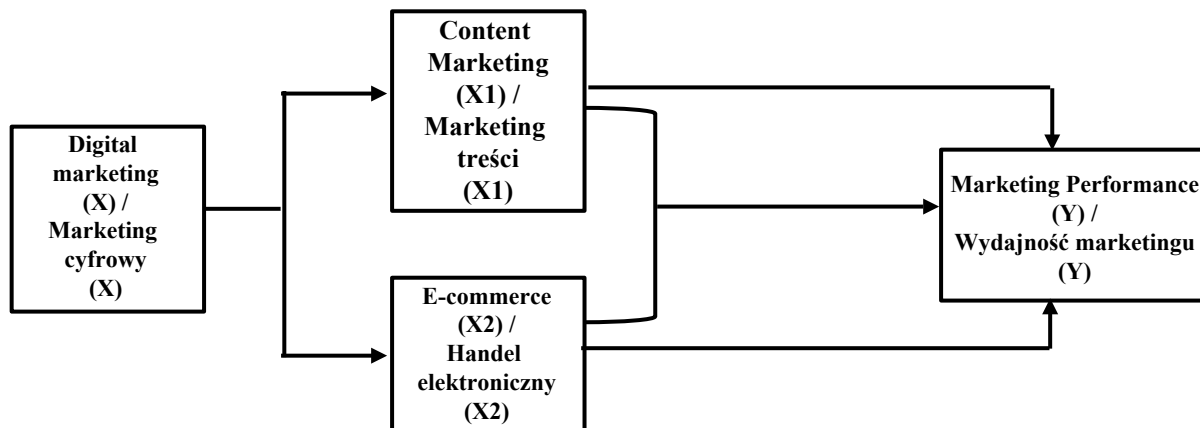 Digital
marketing
(X) /
Marketing
cyfrowy
(X)
Content
Marketing
(X1) /
Marketing
treści
(X1)
E-commerce
(X2) /
Handel
elektroniczny
(X2)
Marketing Performance
(Y) /
Wydajność marketingu
(Y)